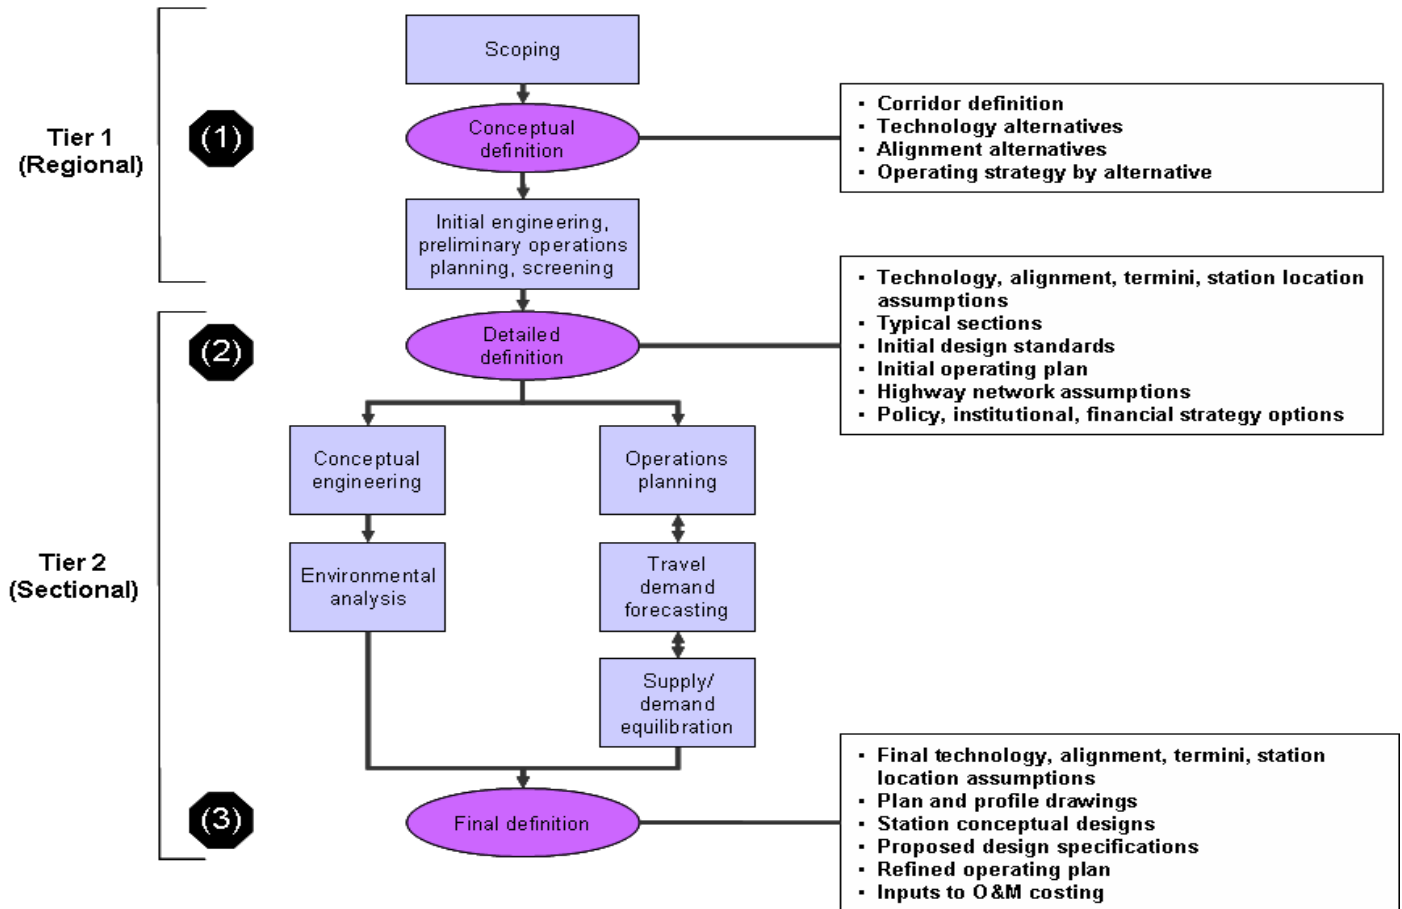 Scoping
Tier 1
(Regional)
(1)
Conceptual
definition
▪ Corridor definition
▪ Technology alternatives
▪ Alignment alternatives
▪ Operating strategy by alternative
Initial engineering,
preliminary operations
planning, screening
(2)
Detailed
definition
▪ Technology, alignment, termini, station location
assumptions
▪ Typical sections
▪ Initial design standards
▪ Initial operating plan
▪ Highway network assumptions
▪ Policy, institutional, financial strategy options
Conceptual
engineering
Operations
planning
Tier 2
(Sectional)
Environmental
analysis
Travel
demand
forecasting
Supply/
demand
equilibration
(3)
Final definition
▪ Final technology, alignment, termini, station
location assumptions
▪ Plan and profile drawings
▪ Station conceptual designs
▪ Proposed design specifications
▪ Refined operating plan
▪ Inputs to O&M costing